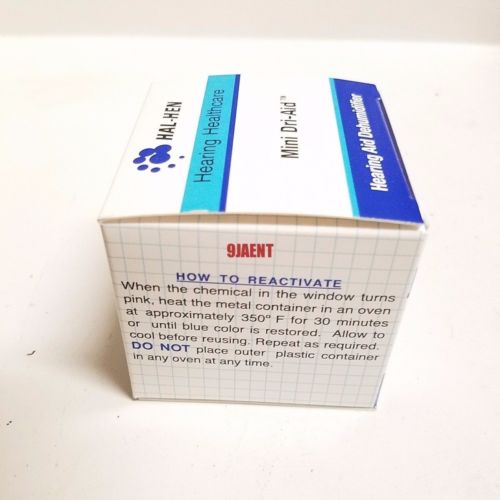 HAL-HEN
Hearing Healthcare
Mini Dri-Aid™
Hearing Aid Dehumidifier
9JAENT
HOW TO REACTIVATE
When the chemical in the window turns
pink, heat the metal container in an oven
at approximately 350º F for 30 minutes
or until blue color is restored. Allow to
cool before reusing. Repeat as required.
DO NOT place outer plastic container
in any oven at any time.